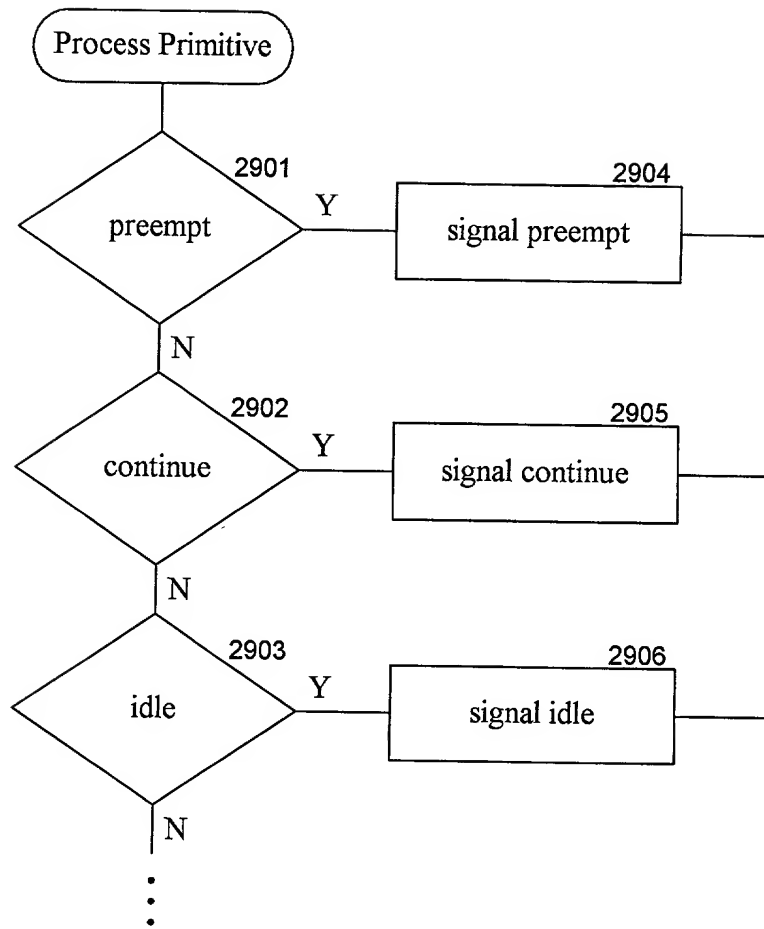 Process Primitive
2901
preempt
Y
2904
signal preempt
N
2902
continue
Y
2905
signal continue
N
2903
idle
Y
2906
signal idle
N